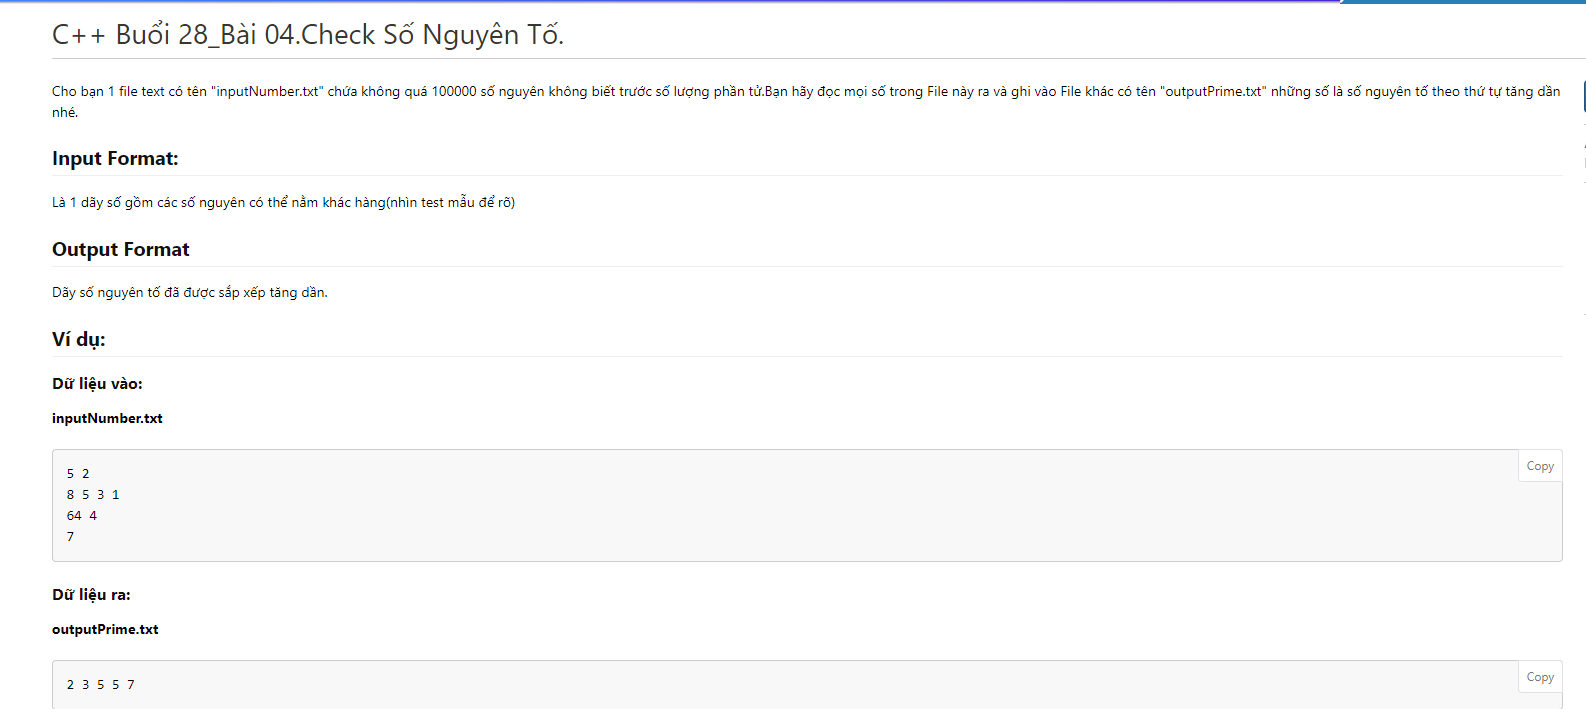 C++ Buổi 28_Bài 04.Check Số Nguyên Tố.
Cho bạn 1 file text có tên "inputNumber.txt" chứa không quá 100000 số nguyên không biết trước số lượng phần tử.Bạn hãy đọc mọi số trong File này ra và ghi vào File khác có tên "outputPrime.txt" những số là số nguyên tố theo thứ tự tăng dần
nhé.
Input Format:
Là 1 dãy số gồm các số nguyên có thể nằm khác hàng(nhìn test mẫu để rõ)
Output Format
Dãy số nguyên tố đã được sắp xếp tăng dần.
Ví dụ:
Dữ liệu vào:
inputNumber.txt
Copy
5 2
8 5 3 1
64 4
7
Dữ liệu ra:
outputPrime.txt
Copy
2 3 5 5 7